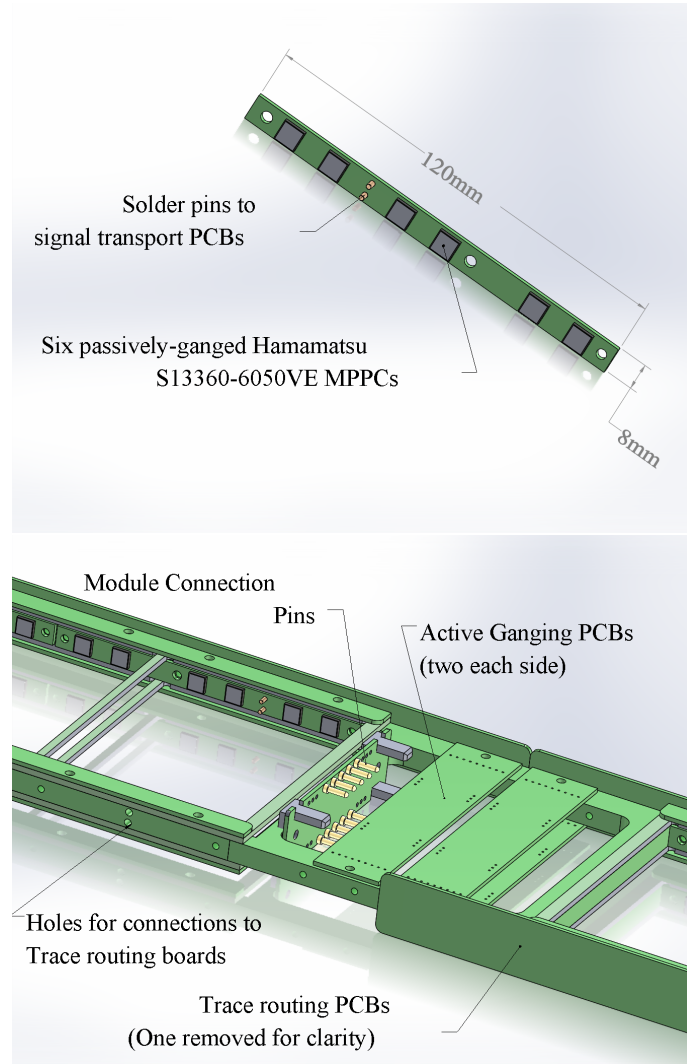 120mm
Solder pins to
signal transport PCBs
Six passively-ganged Hamamatsu
S13360-6050VE MPPCs
8mm
Module Connection
Pins
Active Ganging PCBs
(two each side)
Holes for connections to
Trace routing boards
Trace routing PCBs
(One removed for clarity)